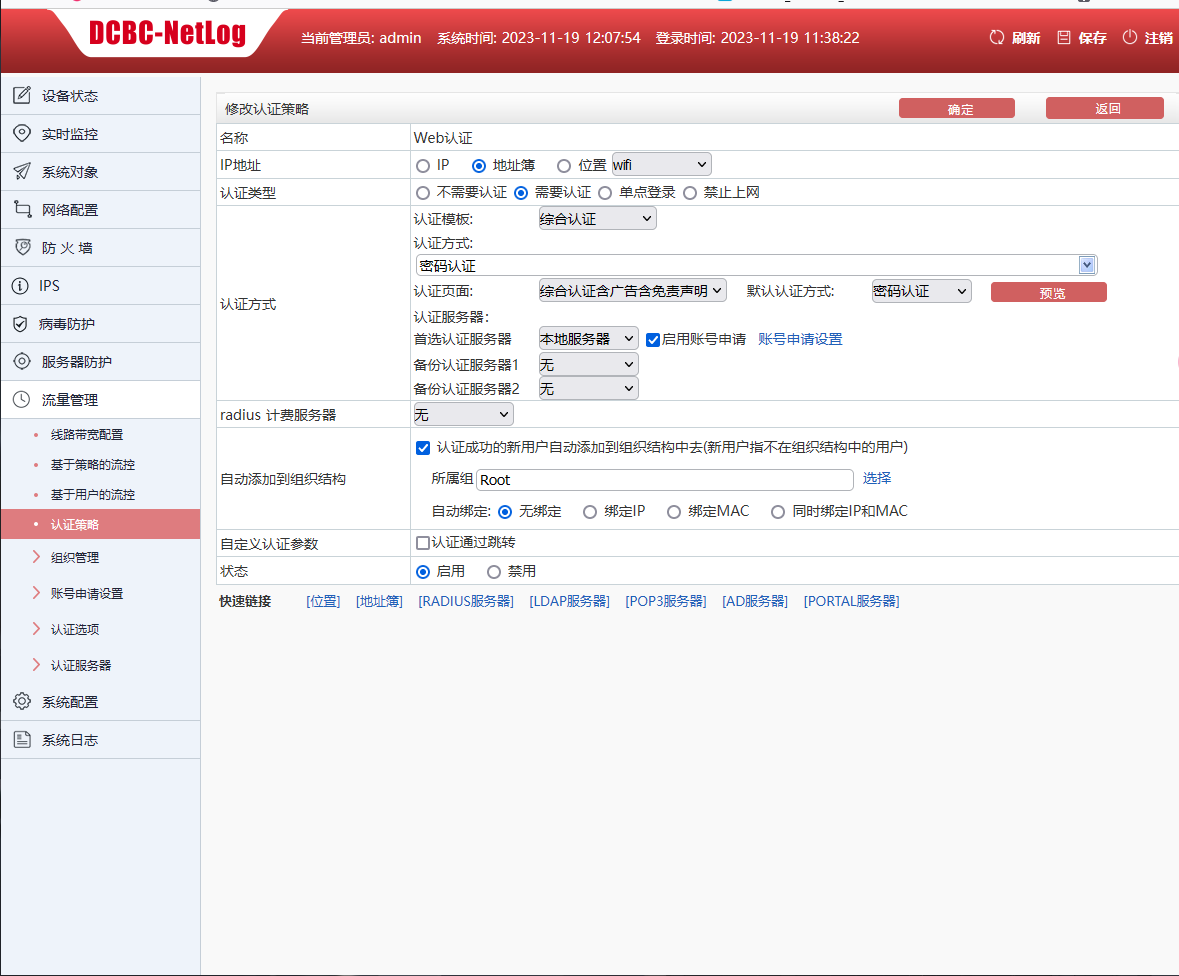 DCBC-NetLog 当前管理员: admin 系统时间: 2023-11-19 12:07:54 登录时间: 2023-11-19 11:38:22 刷新 保存 注销
设备状态
实时监控
系统对象
网络配置
防 火 墙
IPS
病毒防护
服务器防护
流量管理
线路带宽配置
基于策略的流控
基于用户的流控
认证策略
组织管理
账号申请设置
认证选项
认证服务器
系统配置
系统日志
修改认证策略 确定 返回
名称 Web认证
IP地址 IP 地址簿 位置 wifi
认证类型 不需要认证 需要认证 单点登录 禁止上网
认证方式
认证模板: 综合认证
认证方式:
密码认证
认证页面: 综合认证含广告含免责声明 默认认证方式: 密码认证 预览
认证服务器:
首选认证服务器 本地服务器 启用账号申请 账号申请设置
备份认证服务器1 无
备份认证服务器2 无
radius 计费服务器 无
自动添加到组织结构
认证成功的新用户自动添加到组织结构中去(新用户指不在组织结构中的用户)
所属组 Root 选择
自动绑定: 无绑定 绑定IP 绑定MAC 同时绑定IP和MAC
自定义认证参数 认证通过跳转
状态 启用 禁用
快速链接 [位置] [地址簿] [RADIUS服务器] [LDAP服务器] [POP3服务器] [AD服务器] [PORTAL服务器]